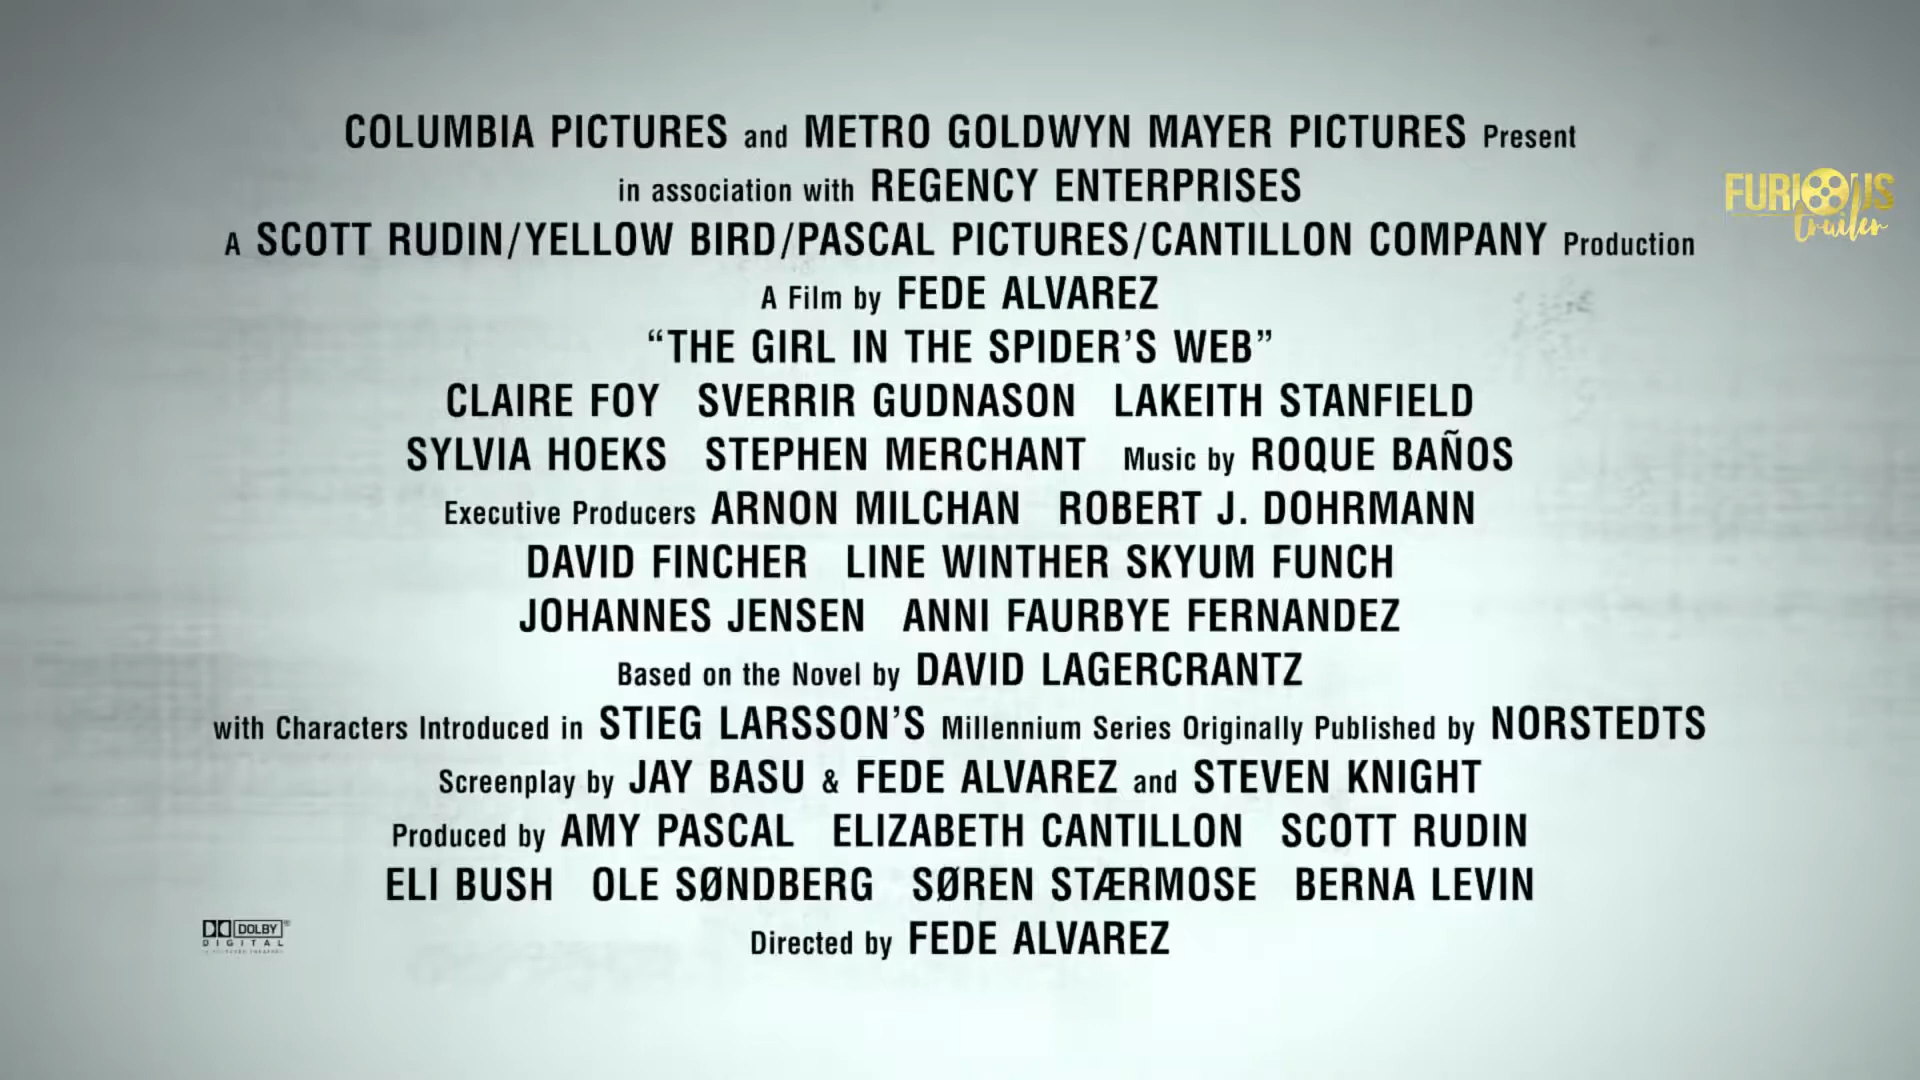 COLUMBIA PICTURES and METRO GOLDWYN MAYER PICTURES Present
in association with REGENCY ENTERPRISES
FURIOUS
trailer
A SCOTT RUDIN/YELLOW BIRD/PASCAL PICTURES/CANTILLON COMPANY Production
A Film by FEDE ALVAREZ
“THE GIRL IN THE SPIDER’S WEB”
CLAIRE FOY SVERRIR GUDNASON LAKEITH STANFIELD
SYLVIA HOEKS STEPHEN MERCHANT Music by ROQUE BAÑOS
Executive Producers ARNON MILCHAN ROBERT J. DOHRMANN
DAVID FINCHER LINE WINTHER SKYUM FUNCH
JOHANNES JENSEN ANNI FAURBYE FERNANDEZ
Based on the Novel by DAVID LAGERCRANTZ
with Characters Introduced in STIEG LARSSON’S Millennium Series Originally Published by NORSTEDTS
Screenplay by JAY BASU & FEDE ALVAREZ and STEVEN KNIGHT
Produced by AMY PASCAL ELIZABETH CANTILLON SCOTT RUDIN
ELI BUSH OLE SØNDBERG SØREN STÆRMOSE BERNA LEVIN
DOLBY®
DIGITAL
Directed by FEDE ALVAREZ